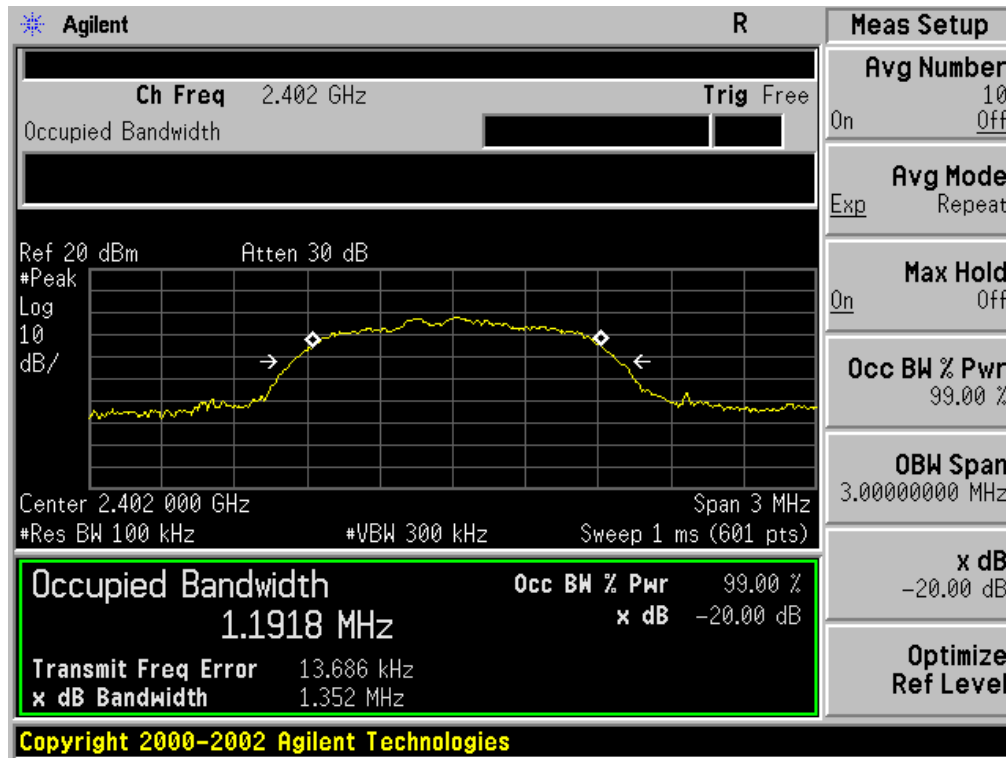 Agilent R
Ch Freq 2.402 GHz Trig Free
Occupied Bandwidth
Ref 20 dBm Atten 30 dB
#Peak
Log
10
dB/
Center 2.402 000 GHz Span 3 MHz
#Res BW 100 kHz #VBW 300 kHz Sweep 1 ms (601 pts)
Occupied Bandwidth Occ BW % Pwr 99.00 %
1.1918 MHz x dB -20.00 dB
Transmit Freq Error 13.686 kHz
x dB Bandwidth 1.352 MHz
Copyright 2000-2002 Agilent Technologies
Meas Setup
Avg Number
10
On Off
Avg Mode
Exp Repeat
Max Hold
On Off
Occ BW % Pwr
99.00 %
OBW Span
3.00000000 MHz
x dB
-20.00 dB
Optimize
Ref Level